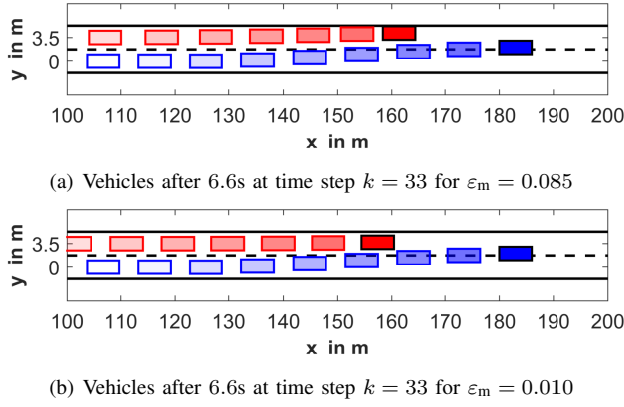 3.5
0
y in m
100 110 120 130 140 150 160 170 180 190 200
x in m
(a) Vehicles after 6.6s at time step k = 33 for εm = 0.085
3.5
0
y in m
100 110 120 130 140 150 160 170 180 190 200
x in m
(b) Vehicles after 6.6s at time step k = 33 for εm = 0.010